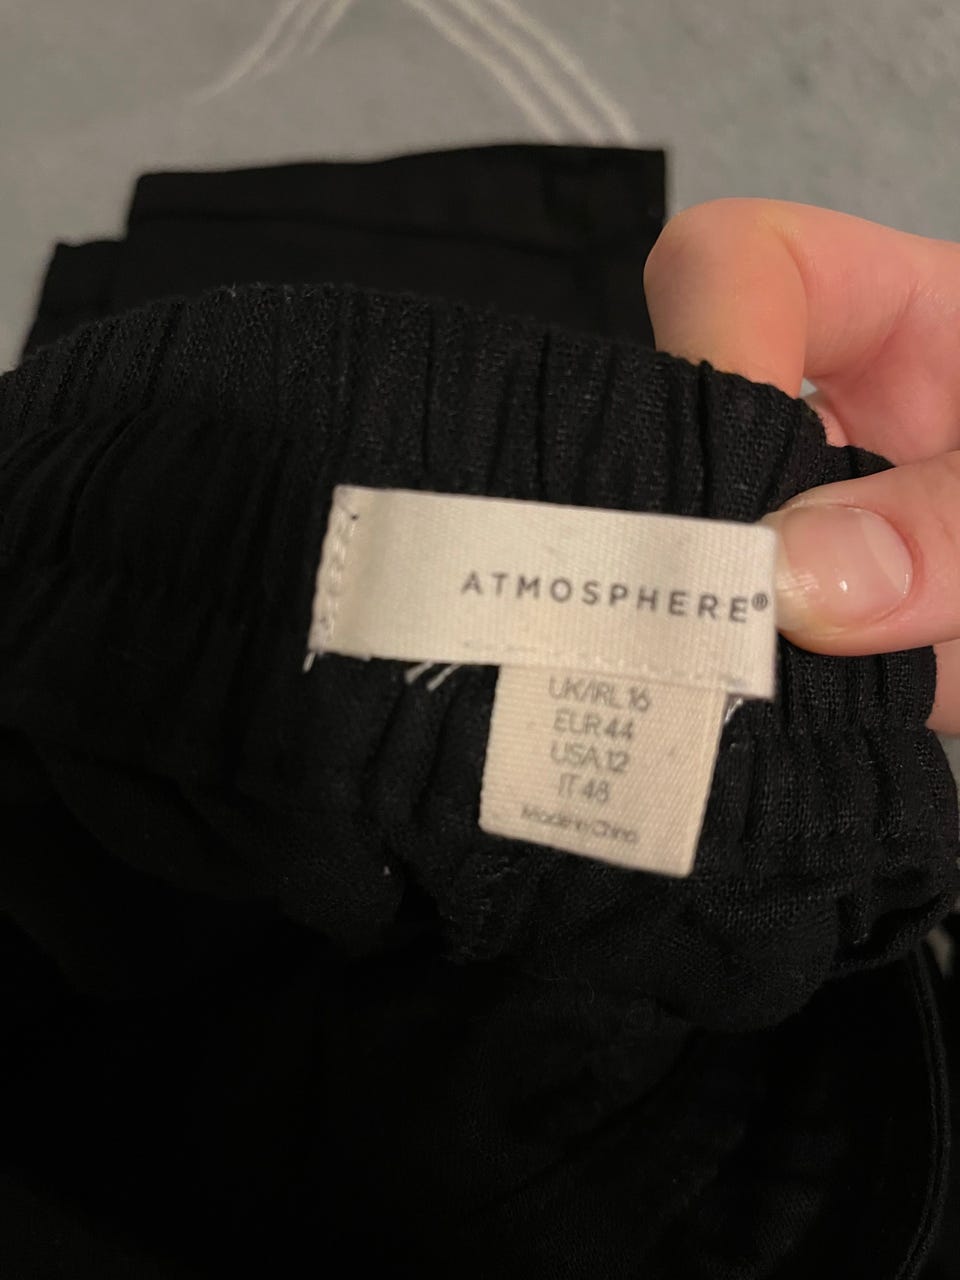 ATMOSPHERE®
UK/IRL 16
EUR 44
USA 12
IT 48
Made in China